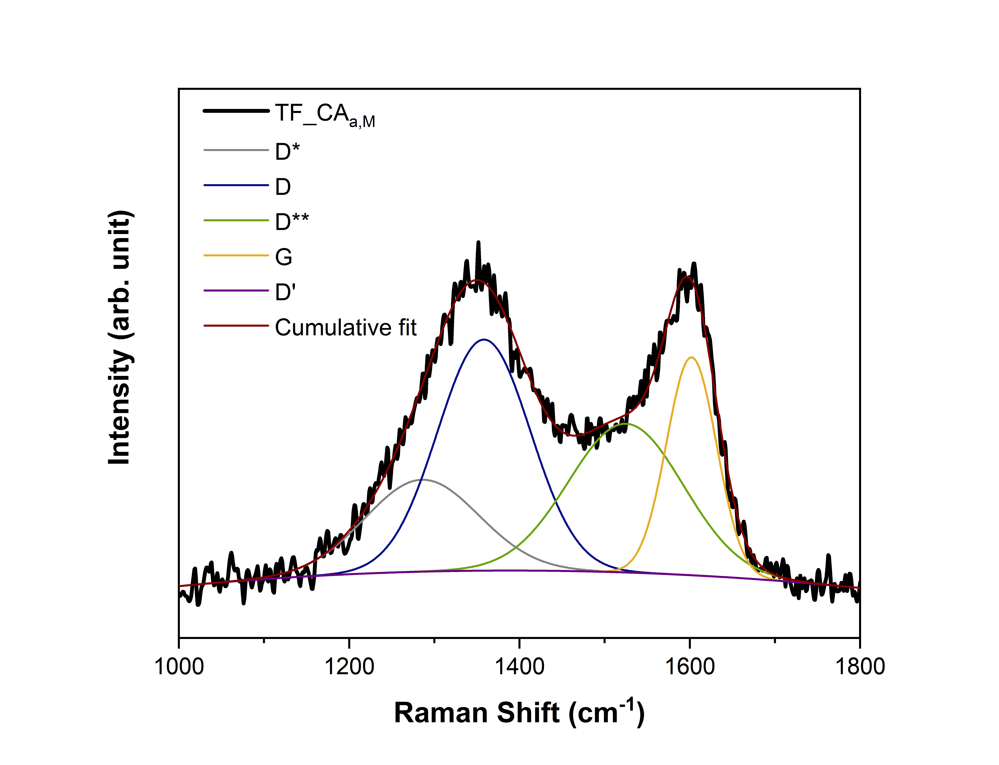 TF_CAa,M
D*
D
D**
G
D'
Cumulative fit
Intensity (arb. unit)
1000 1200 1400 1600 1800
Raman Shift (cm-1)